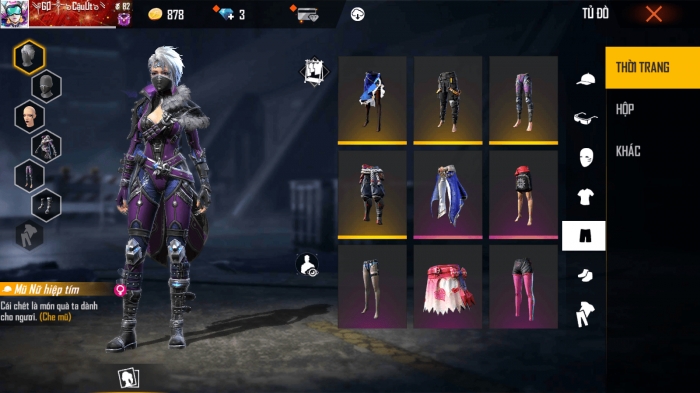 GD CậuÚt
82
878
3
TỦ ĐỒ
THỜI TRANG
HỘP
KHÁC
Mũ Nữ hiệp tím
Cái chết là món quà ta dành
cho ngươi. (Che mũ)